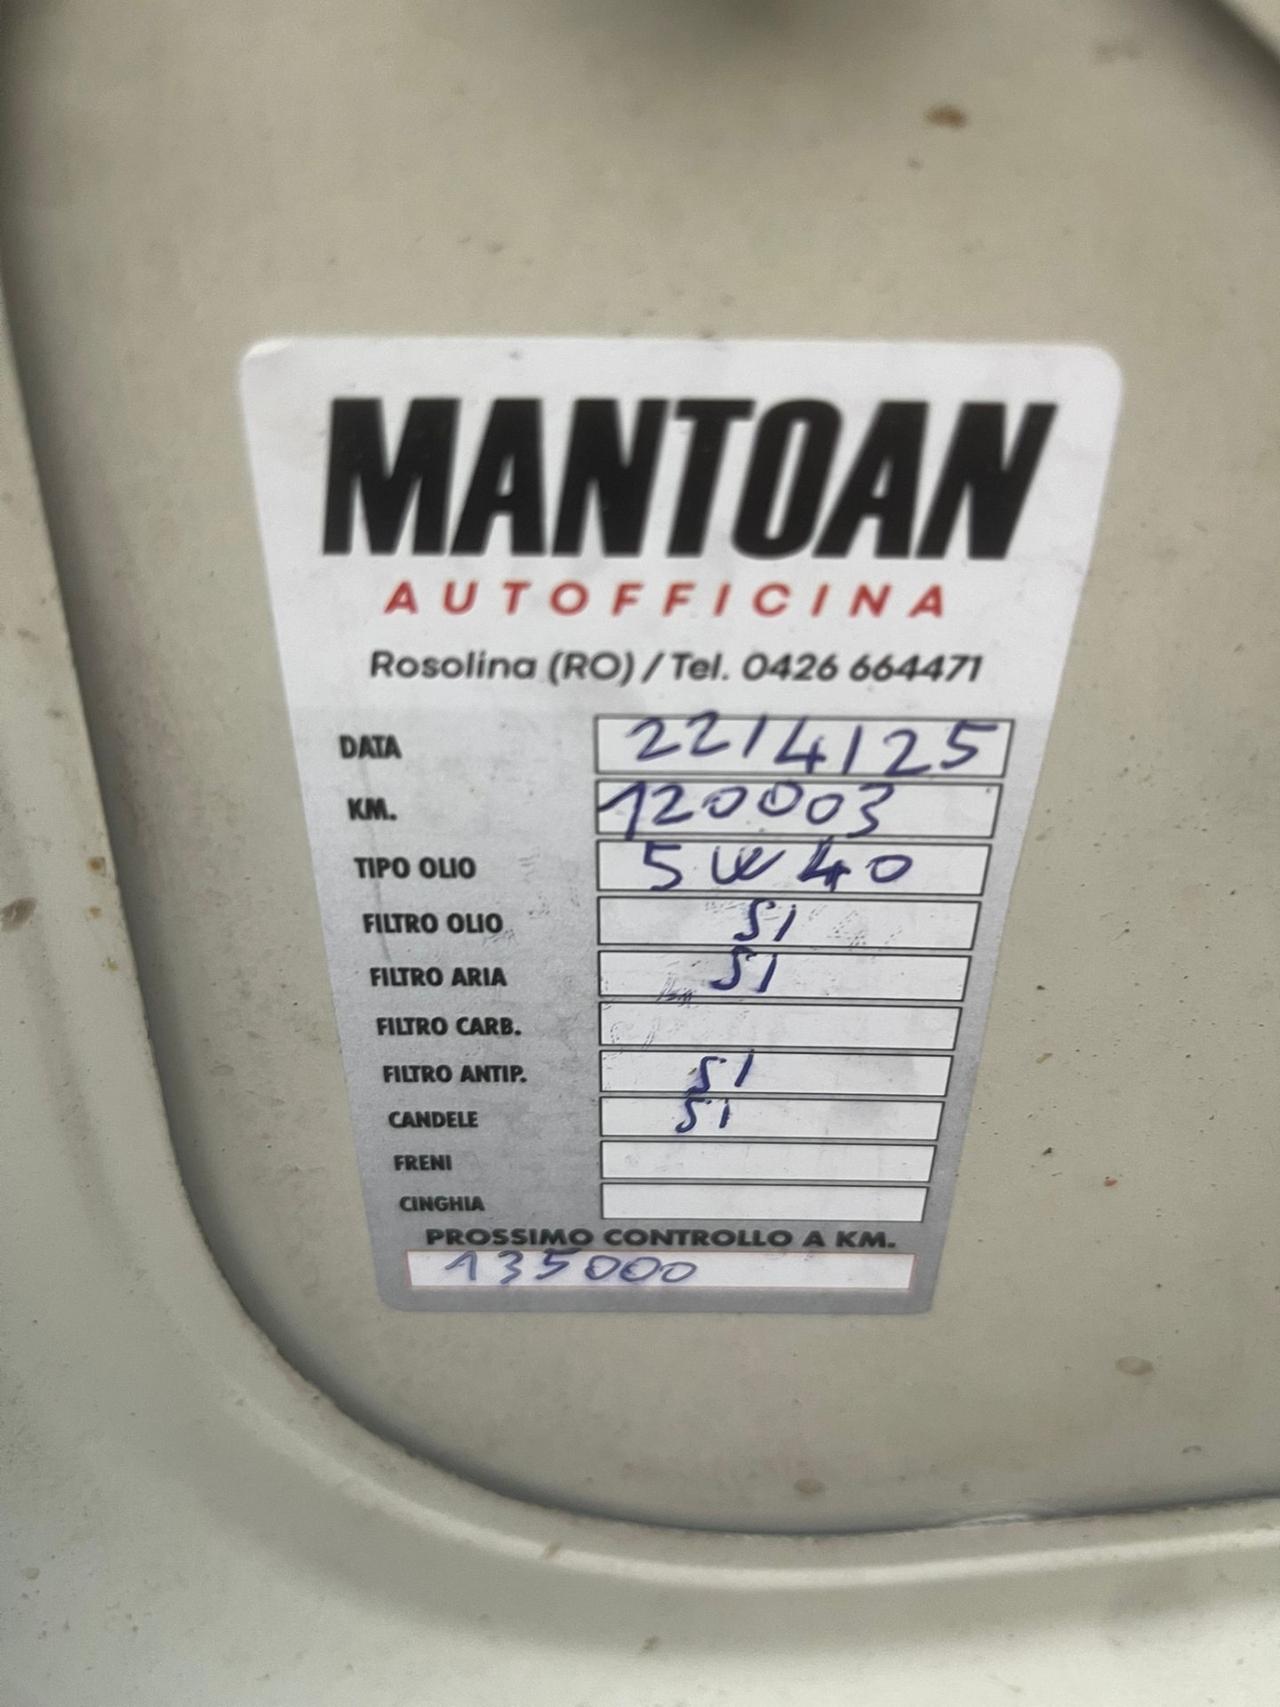 MANTOAN
AUTOFFICINA
Rosolina (RO) / Tel. 0426 664471
DATA 22/4/25
KM. 120003
TIPO OLIO 5W40
FILTRO OLIO SI
FILTRO ARIA SI
FILTRO CARB.
FILTRO ANTIP. SI
CANDELE SI
FRENI
CINGHIA
PROSSIMO CONTROLLO A KM.
135000